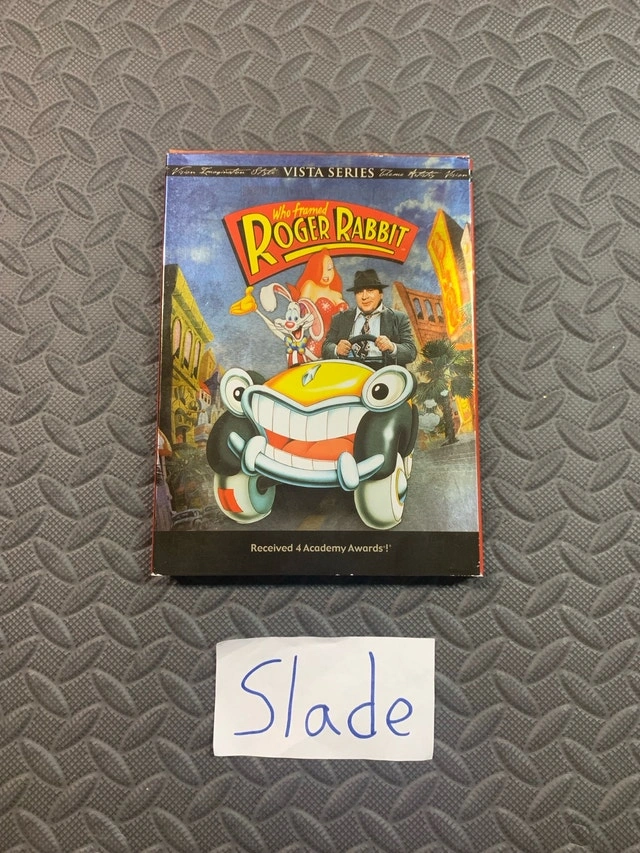 VISTA SERIES
Who framed
ROGER RABBIT
Received 4 Academy Awards®!*
Slade